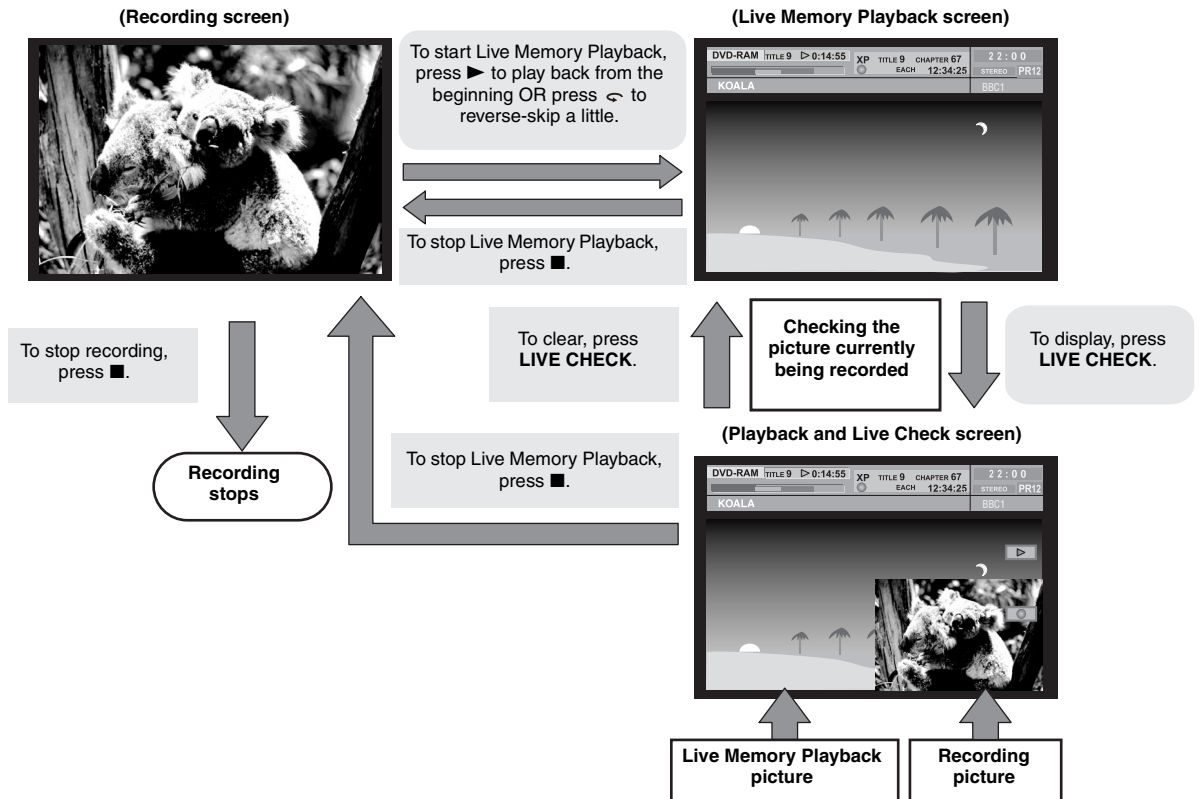 (Recording screen)
(Live Memory Playback screen)
To start Live Memory Playback,
press ► to play back from the
beginning OR press ⤺ to
reverse-skip a little.
To stop Live Memory Playback,
press ■.
DVD-RAM TITLE 9 ▷ 0:14:55 XP TITLE 9 CHAPTER 67 22:00
EACH 12:34:25 STEREO PR12
KOALA BBC1
To stop recording,
press ■.
Recording
stops
To clear, press
LIVE CHECK.
Checking the
picture currently
being recorded
To display, press
LIVE CHECK.
To stop Live Memory Playback,
press ■.
(Playback and Live Check screen)
DVD-RAM TITLE 9 ▷ 0:14:55 XP TITLE 9 CHAPTER 67 22:00
EACH 12:34:25 STEREO PR12
KOALA BBC1
Live Memory Playback
picture
Recording
picture